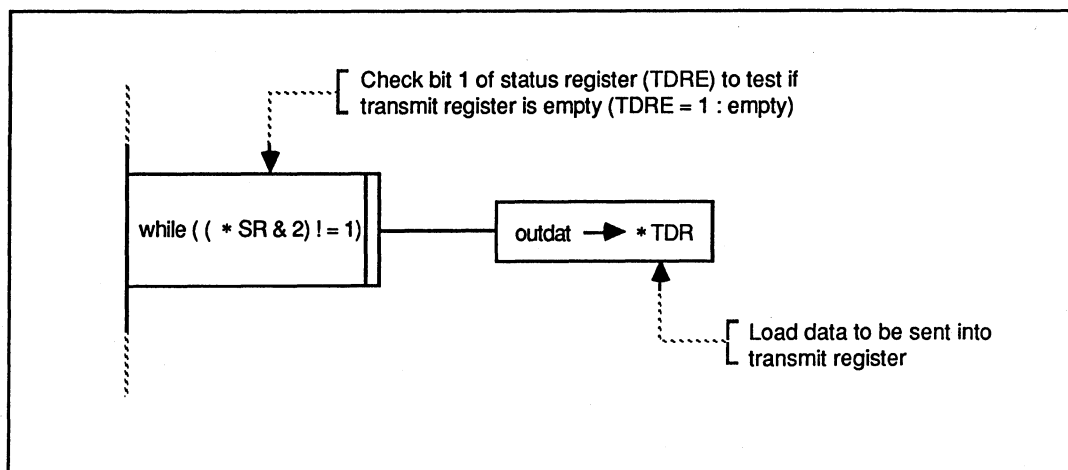 Check bit 1 of status register (TDRE) to test if
transmit register is empty (TDRE = 1 : empty)
while ( ( * SR & 2) ! = 1)
outdat → * TDR
Load data to be sent into
transmit register